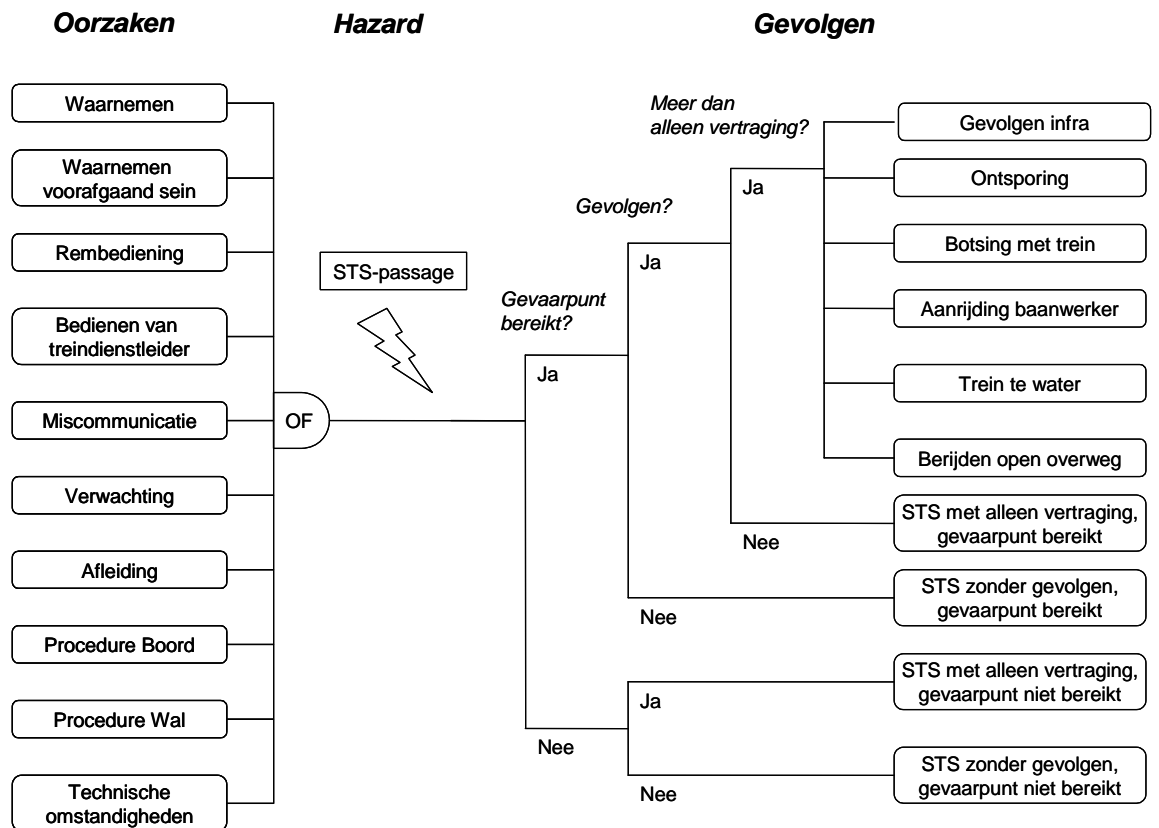 Oorzaken
Hazard
Gevolgen
Waarnemen
Waarnemen
voorafgaand sein
Rembediening
Bedienen van
treindienstleider
Miscommunicatie
Verwachting
Afleiding
Procedure Boord
Procedure Wal
Technische
omstandigheden
OF
STS-passage
Gevaarpunt
bereikt?
Ja
Nee
Gevolgen?
Ja
Nee
Ja
Nee
Meer dan
alleen vertraging?
Ja
Nee
Gevolgen infra
Ontsporing
Botsing met trein
Aanrijding baanwerker
Trein te water
Berijden open overweg
STS met alleen vertraging,
gevaarpunt bereikt
STS zonder gevolgen,
gevaarpunt bereikt
STS met alleen vertraging,
gevaarpunt niet bereikt
STS zonder gevolgen,
gevaarpunt niet bereikt